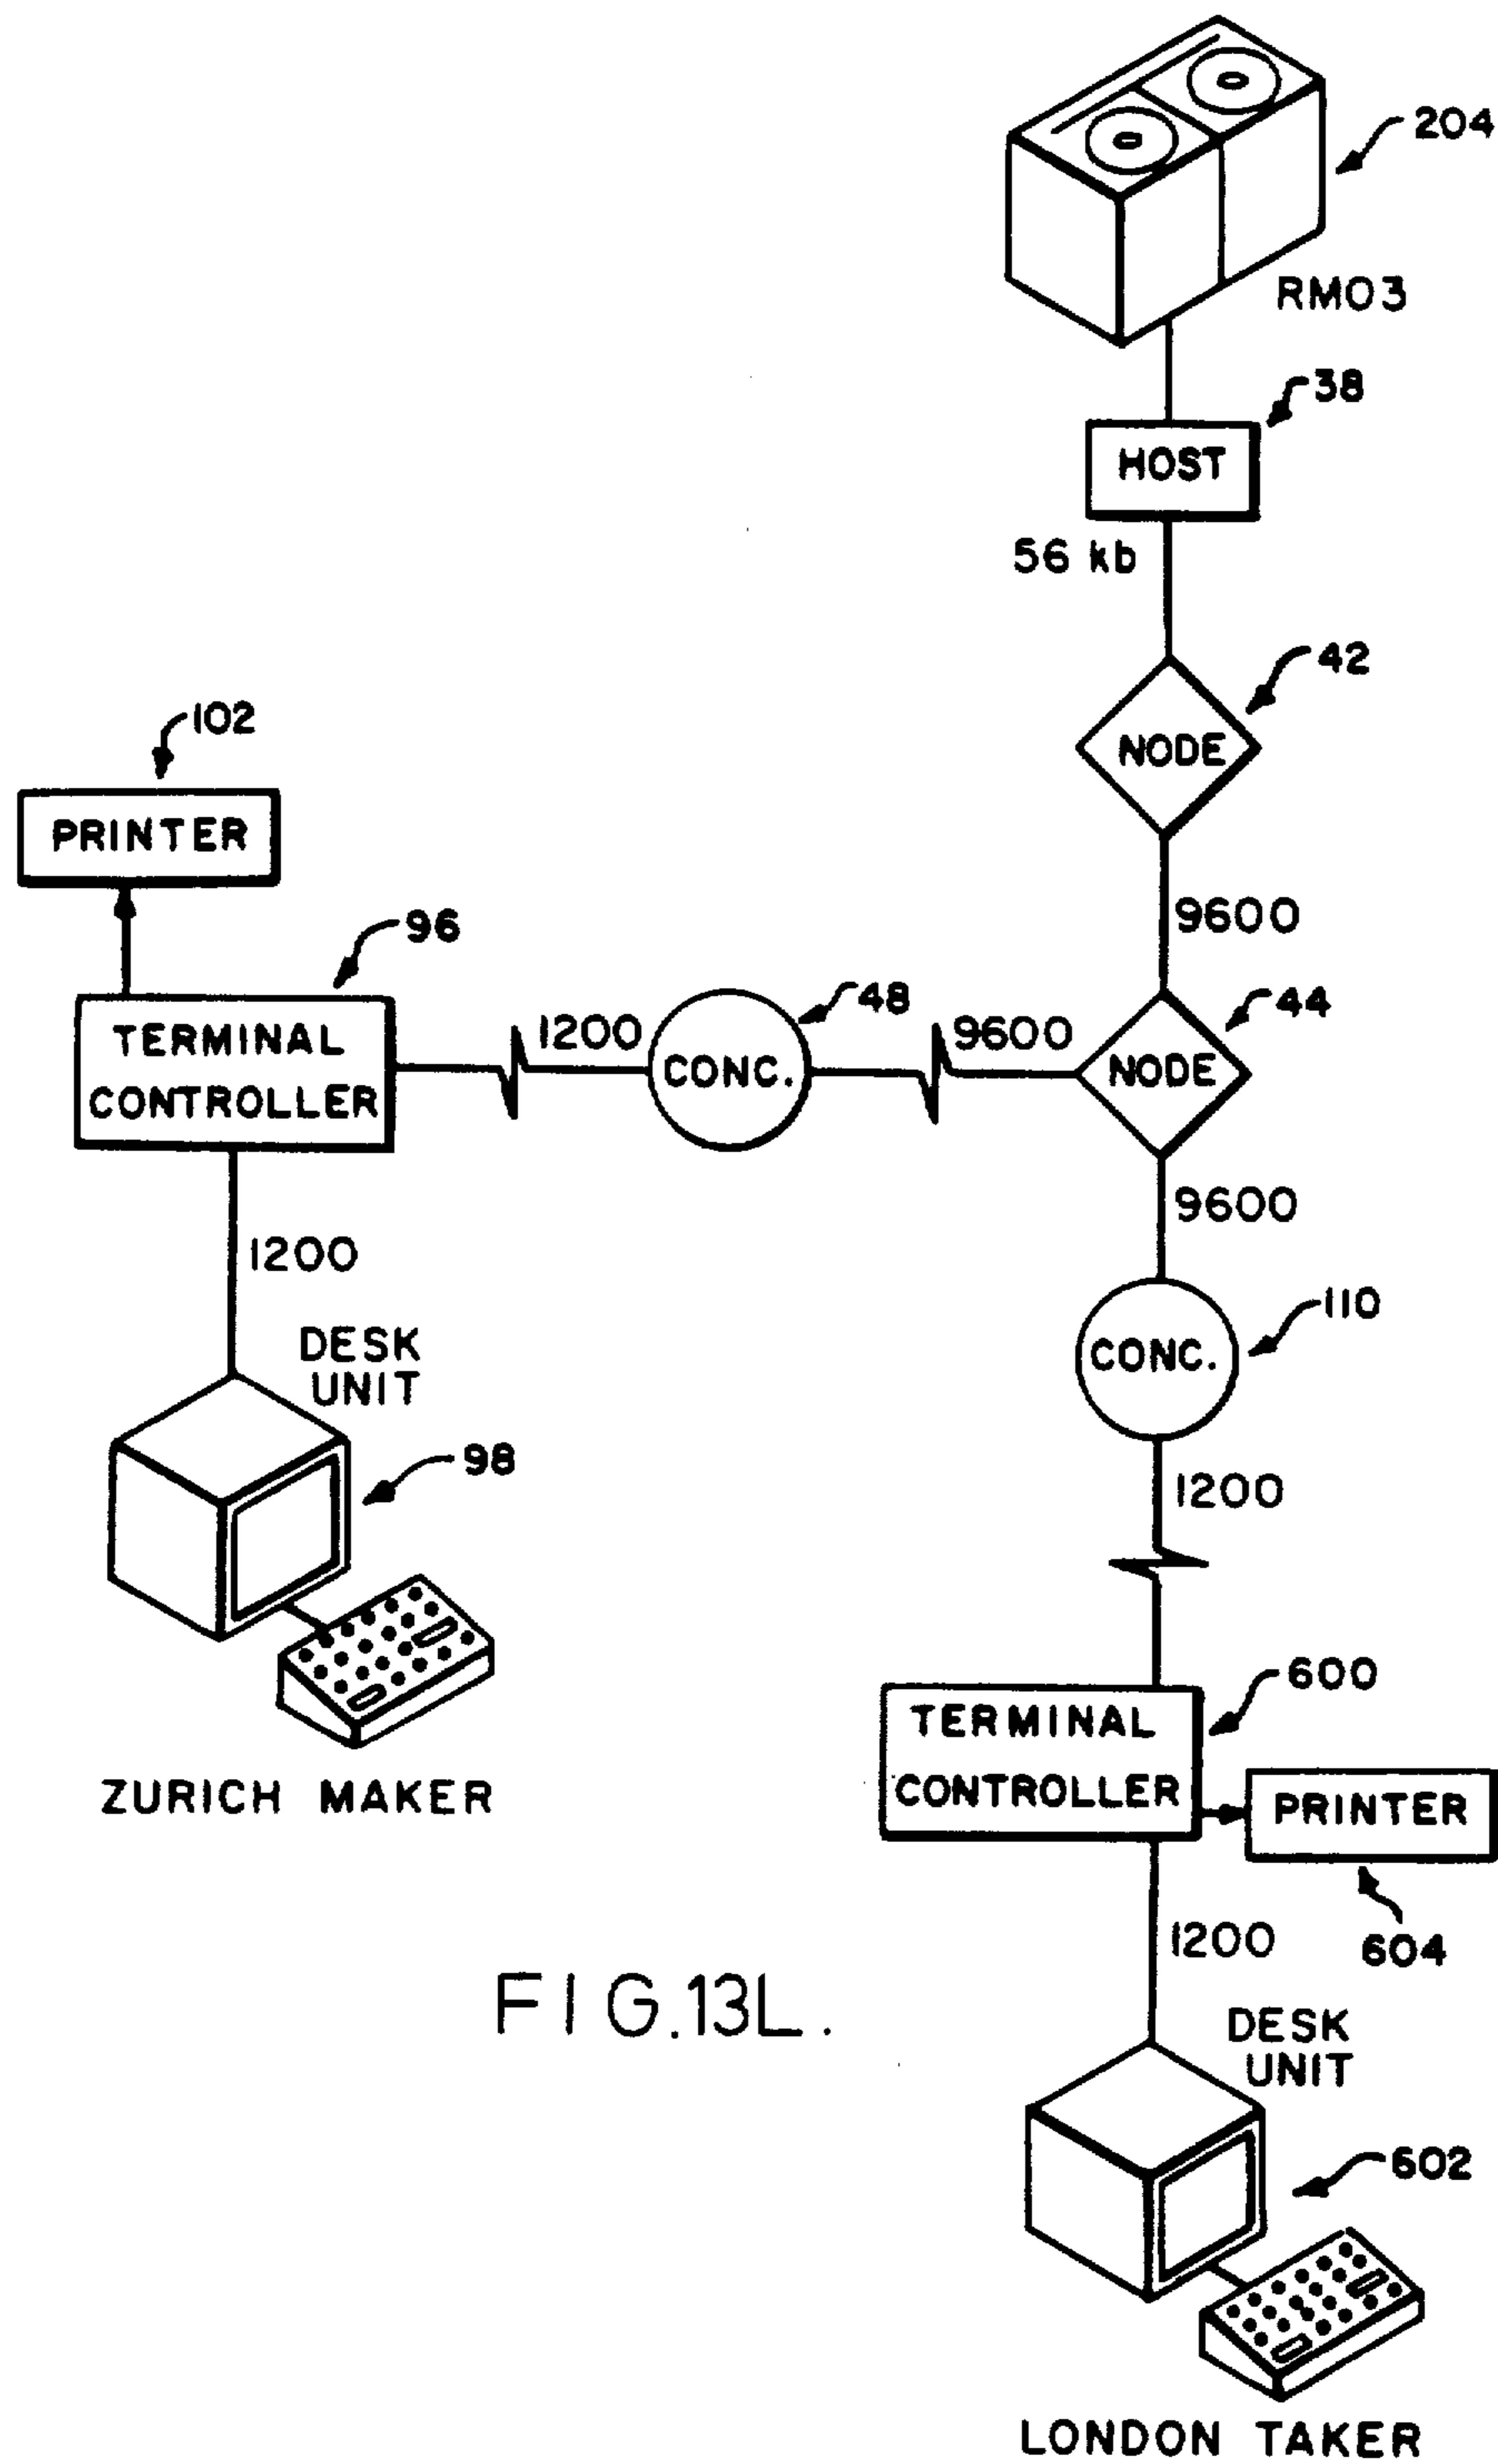 204
RM03
38
HOST
56 kb
42
NODE
102
PRINTER
9600
96
TERMINAL
CONTROLLER
1200
48
CONC.
9600
44
NODE
9600
1200
110
CONC.
DESK
UNIT
98
1200
ZURICH MAKER
600
TERMINAL
CONTROLLER
PRINTER
604
1200
FIG.13L.
DESK
UNIT
602
LONDON TAKER